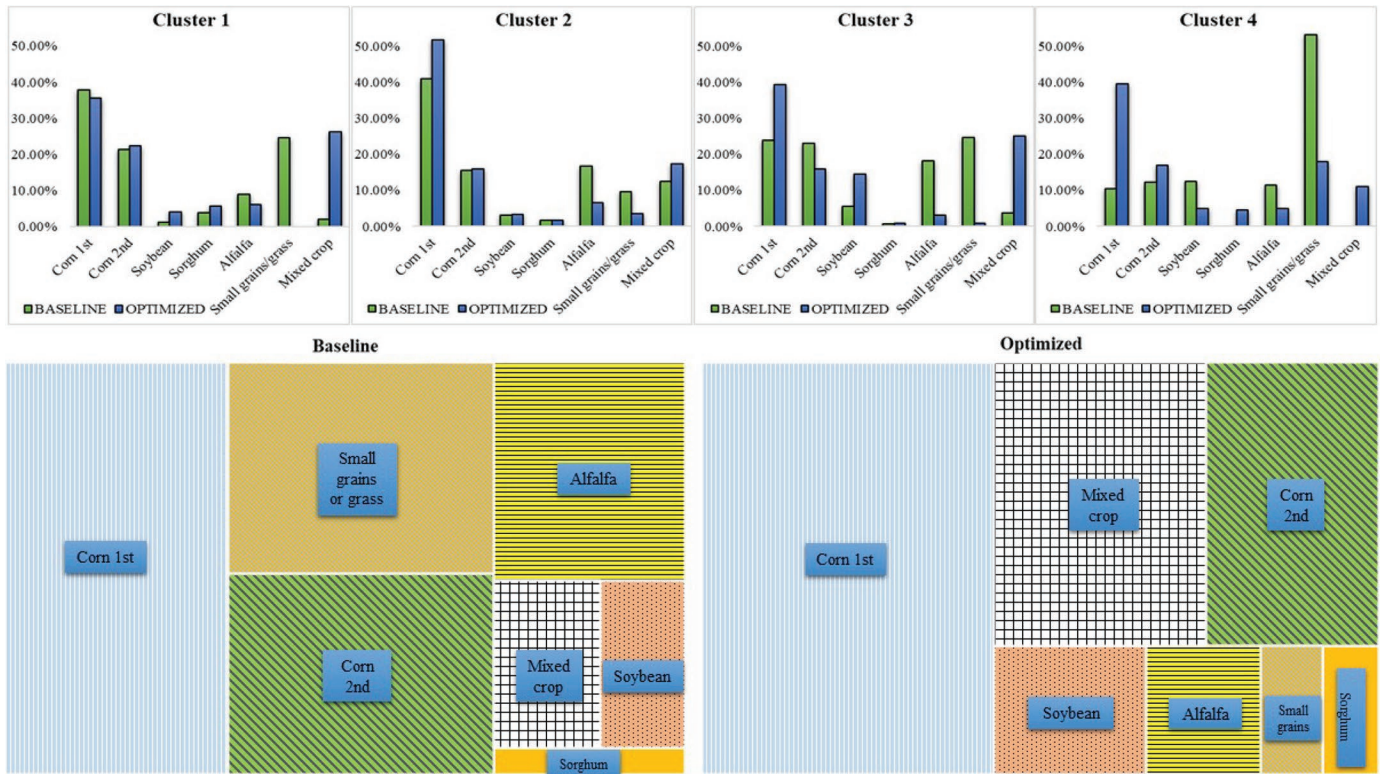 Cluster 1
50.00%
40.00%
30.00%
20.00%
10.00%
0.00%
Corn 1st
Corn 2nd
Soybean
Sorghum
Alfalfa
Small grains/grass
Mixed crop
BASELINE
OPTIMIZED
Cluster 2
50.00%
40.00%
30.00%
20.00%
10.00%
0.00%
Corn 1st
Corn 2nd
Soybean
Sorghum
Alfalfa
Small grains/grass
Mixed crop
BASELINE
OPTIMIZED
Cluster 3
50.00%
40.00%
30.00%
20.00%
10.00%
0.00%
Corn 1st
Corn 2nd
Soybean
Sorghum
Alfalfa
Small grains/grass
Mixed crop
BASELINE
OPTIMIZED
Cluster 4
50.00%
40.00%
30.00%
20.00%
10.00%
0.00%
Corn 1st
Corn 2nd
Soybean
Sorghum
Alfalfa
Small grains/grass
Mixed crop
BASELINE
OPTIMIZED
Baseline
Corn 1st
Small
grains
or grass
Alfalfa
Corn
2nd
Mixed
crop
Soybean
Sorghum
Optimized
Corn 1st
Mixed
crop
Corn
2nd
Soybean
Alfalfa
Small
grains
Sorghum